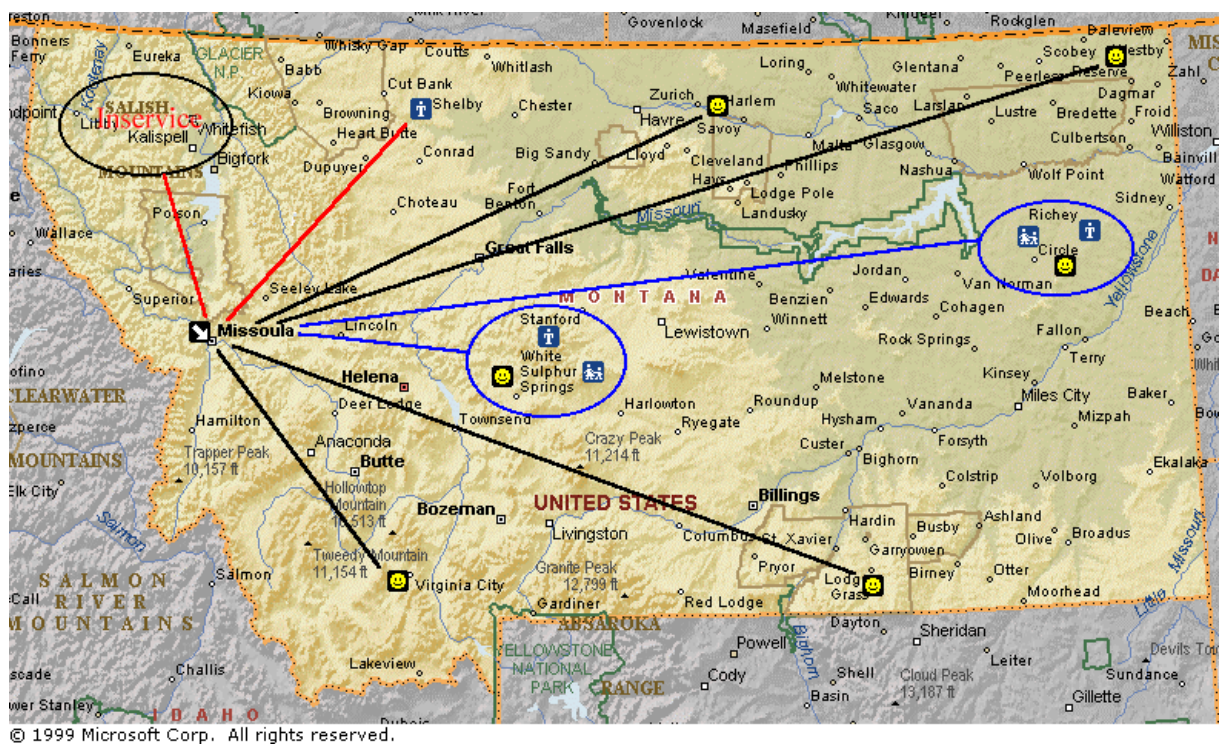 Govenlock
Masefield
Rockglen
Daleview
Bonners
Ferry
Eureka
GLACIER
N.P.
Whisky Gap
Coutts
Whitlash
Loring
Glentana
Scobey
Westby
Peerless
Reserve
Zahl
Babb
Cut Bank
Kiowa
Browning
Shelby
Chester
Zurich
Harlem
Whitewater
Saco
Larslan
Lustre
Bredette
Dagmar
Froid
Kootenay
SALISH
Libby
Inservice
Kalispell
Whitefish
MOUNTAINS
Bigfork
Heart Butte
Dupuyer
Conrad
Big Sandy
Havre
Savoy
Lloyd
Cleveland
Hays
Lodge Pole
Landusky
Malta
Phillips
Glasgow
Nashua
Culbertson
Williston
Bainville
Watford
Wolf Point
Sidney
Polson
Choteau
Fort
Benton
Missouri
Richey
Circle
Wallace
Great Falls
Superior
Seeley Lake
Valentine
Jordan
Van Norman
Yellowstone
MONTANA
Benzien
Edwards
Cohagen
Beach
Missoula
Lincoln
Stanford
Lewistown
Winnett
Rock Springs
Fallon
Terry
White
Sulphur
Springs
Helena
Melstone
Kinsey
Miles City
Baker
CLEARWATER
MOUNTAINS
Deer Lodge
Townsend
Harlowton
Roundup
Vananda
Mizpah
Hamilton
Ryegate
Hysham
Forsyth
Trapper Peak
10,157 ft
Anaconda
Butte
Crazy Peak
11,214 ft
Custer
Bighorn
Colstrip
Volborg
Ekalaka
Elk City
Hollowtop
Mountain
10,513 ft
Bozeman
UNITED STATES
Billings
Livingston
Hardin
Busby
Ashland
Olive
Broadus
Salmon
Tweedy Mountain
11,154 ft
Columbus
St. Xavier
Garryowen
Granite Peak
12,799 ft
Pryor
Lodge
Grass
Birney
Otter
Missouri
SALMON
RIVER
MOUNTAINS
Salmon
Virginia City
Gardiner
Red Lodge
Moorhead
Little
ABSAROKA
RANGE
Dayton
Sheridan
YELLOWSTONE
NATIONAL
PARK
Powell
Cody
Bighorn
Leiter
Devils
Challis
Lakeview
Shell
Basin
Cloud Peak
13,187 ft
Sundance
Gillette
IDAHO
© 1999 Microsoft Corp. All rights reserved.